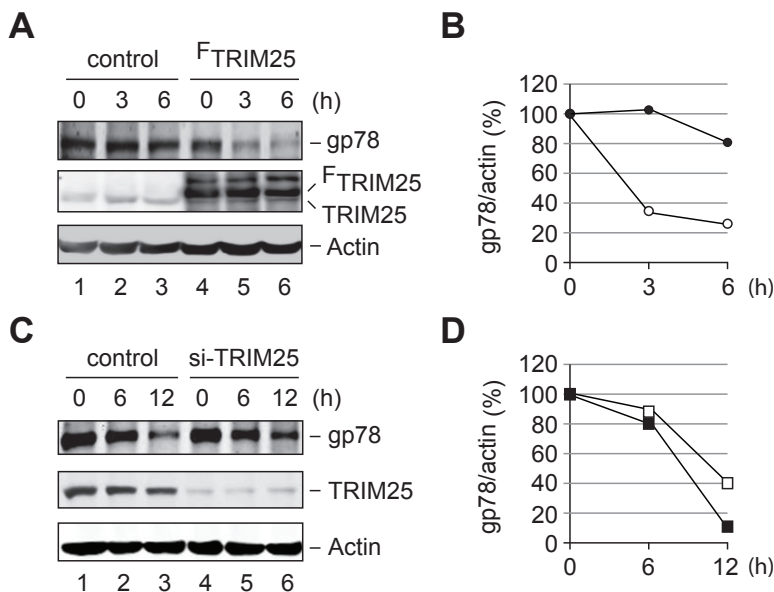 A
control FTRIM25
0 3 6 0 3 6 (h)
gp78
FTRIM25
TRIM25
Actin
1 2 3 4 5 6
B
gp78/actin (%)
120
100
80
60
40
20
0
0 3 6 (h)
C
control si-TRIM25
0 6 12 0 6 12 (h)
gp78
TRIM25
Actin
1 2 3 4 5 6
D
gp78/actin (%)
120
100
80
60
40
20
0
0 6 12 (h)